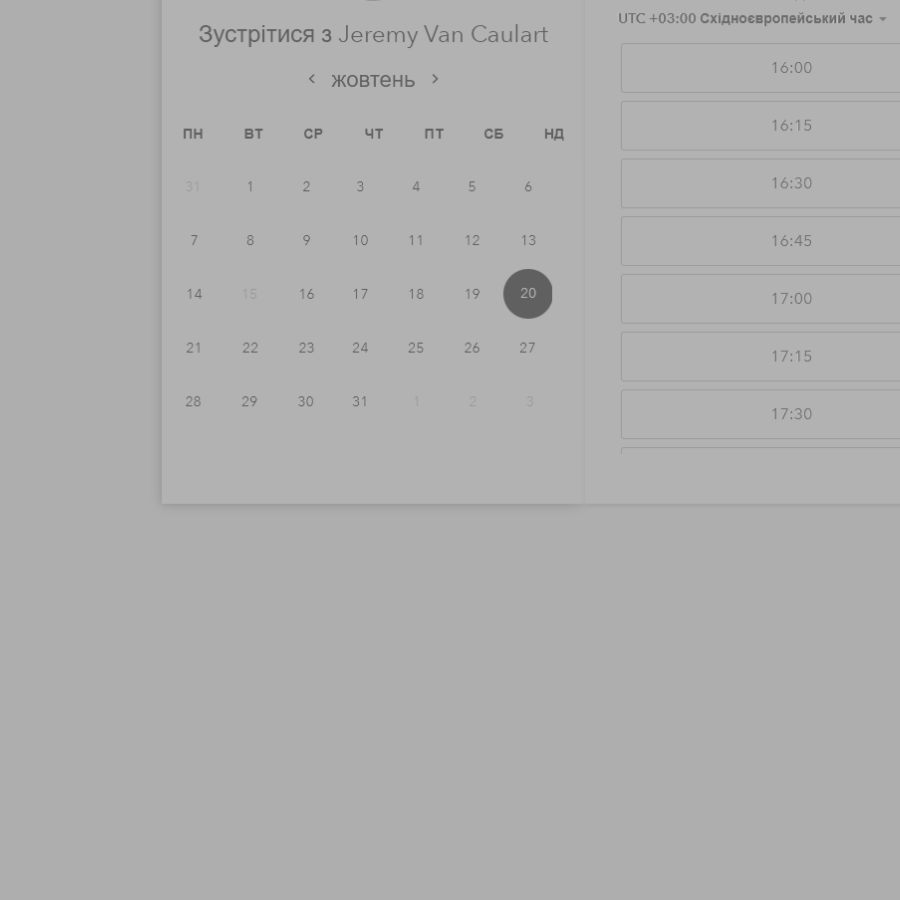 Зустрітися з Jeremy Van Caulart
жовтень
ПН ВТ СР ЧТ ПТ СБ НД
31 1 2 3 4 5 6
7 8 9 10 11 12 13
14 15 16 17 18 19 20
21 22 23 24 25 26 27
28 29 30 31 1 2 3
UTC +03:00 Східноєвропейський час
16:00
16:15
16:30
16:45
17:00
17:15
17:30